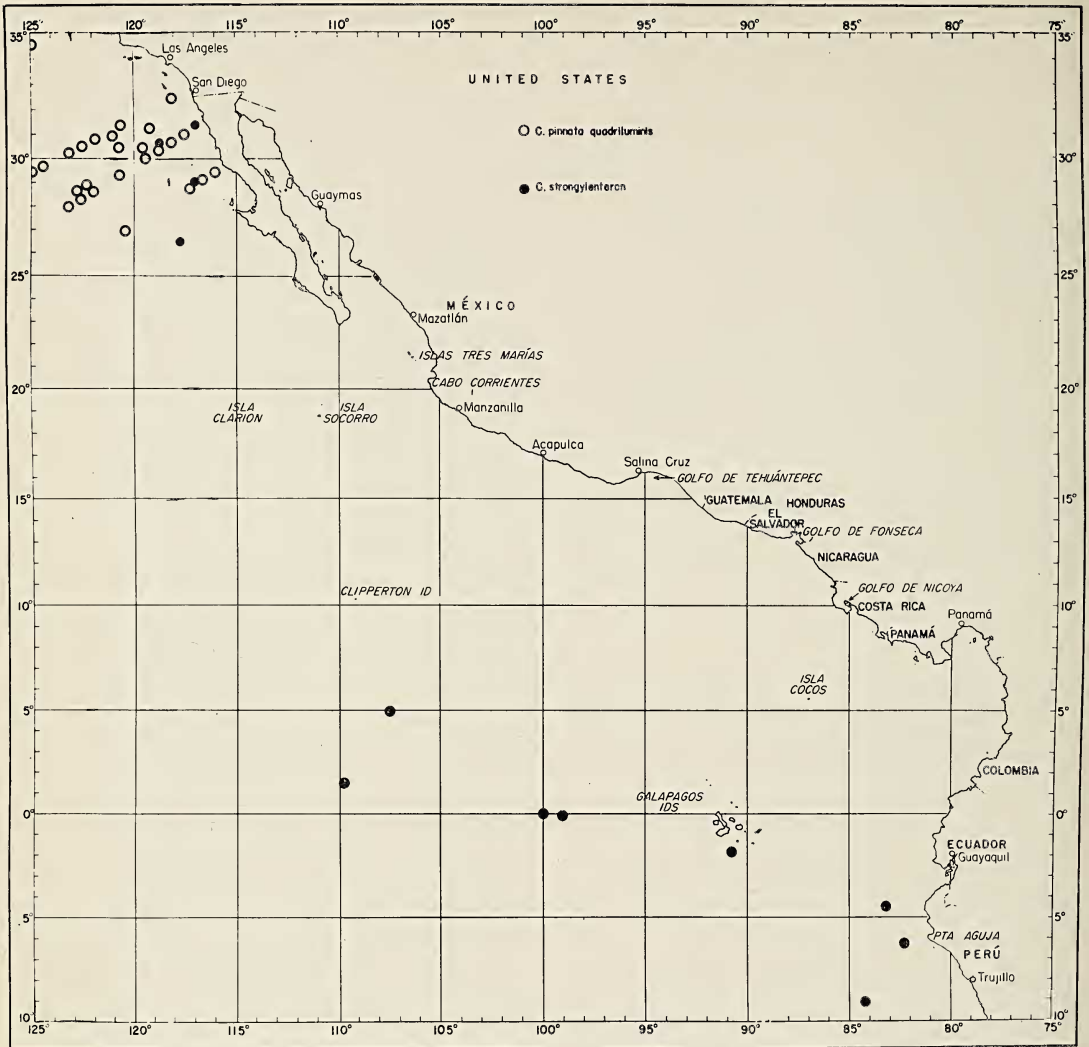 125° 120° 115° 110° 105° 100° 95° 90° 85° 80° 75°
35° 35°
Las Angeles
San Diego
UNITED STATES
C. pinnata quadriluminis
C. strongylenteron
30° 30°
Guaymas
25° 25°
MÉXICO
Mazatlán
ISLAS TRES MARÍAS
CABO CORRIENTES
20° 20°
ISLA
CLARION
ISLA
SOCORRO
Manzanilla
Acapulca
Salina Cruz
GOLFO DE TEHUÁNTEPEC
15° 15°
GUATEMALA
HONDURAS
EL
SALVADOR
GOLFO DE FONSECA
NICARAGUA
CLIPPERTON ID
GOLFO DE NICOYA
10° 10°
COSTA RICA
Panamá
PANAMÁ
ISLA
COCOS
5° 5°
COLOMBIA
GALAPAGOS
IDS
0° 0°
ECUADOR
Guayaquil
5° 5°
PTA AGUJA
PERÚ
Trujillo
10° 10°
125° 120° 115° 110° 105° 100° 95° 90° 85° 80° 75°